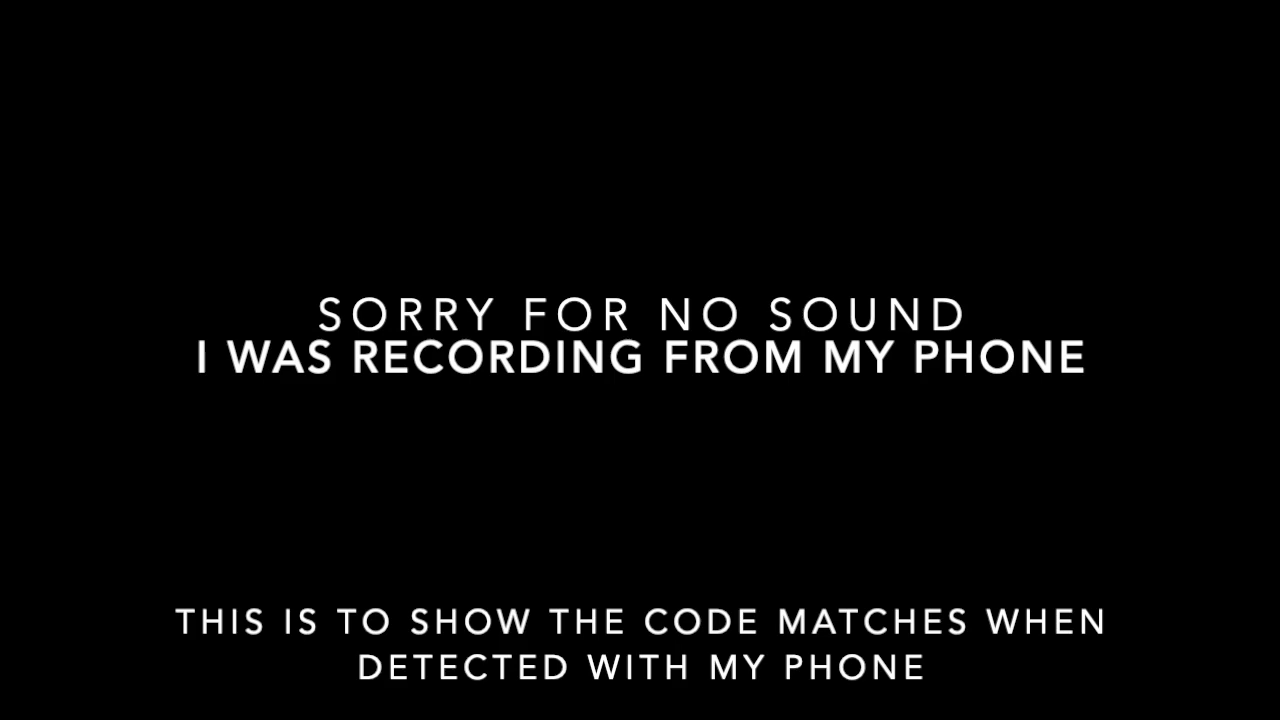 SORRY FOR NO SOUND
I WAS RECORDING FROM MY PHONE
THIS IS TO SHOW THE CODE MATCHES WHEN
DETECTED WITH MY PHONE